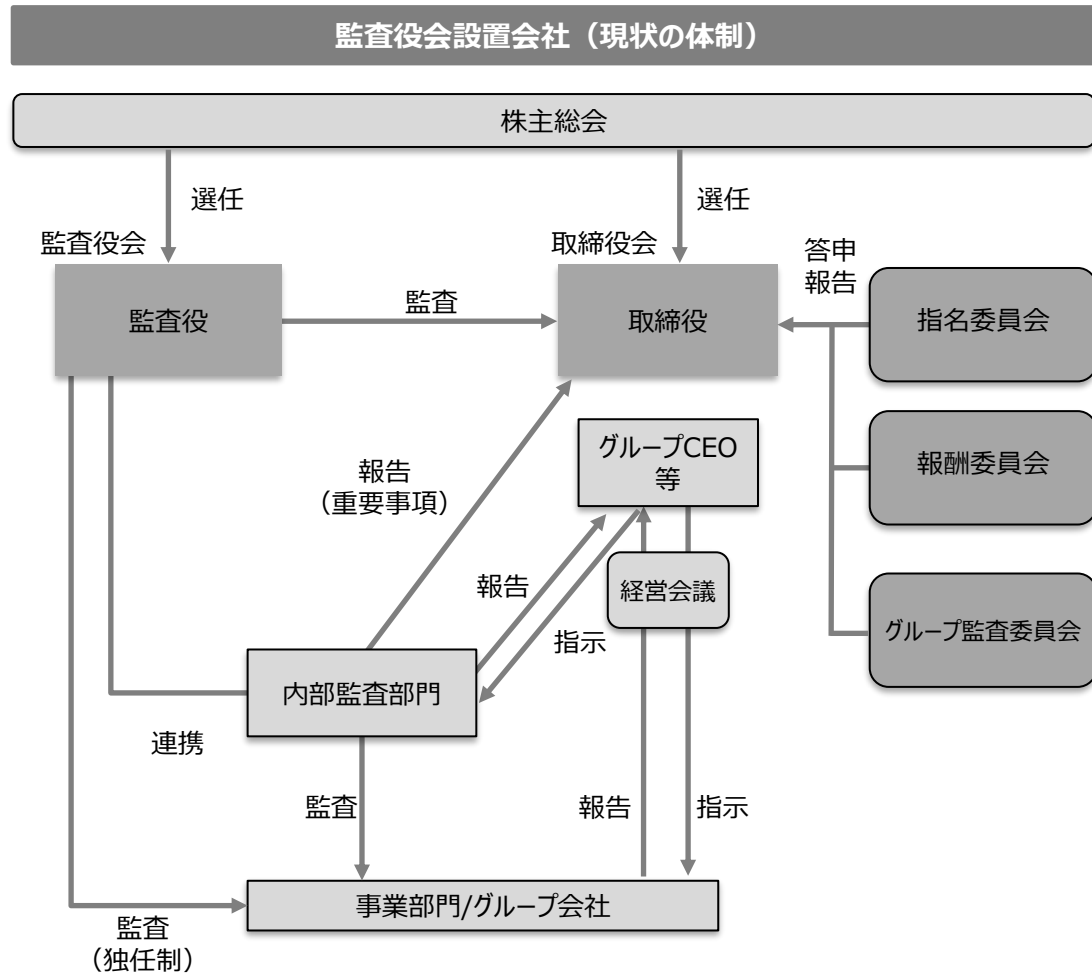 監査役会設置会社（現状の体制）
株主総会
選任
選任
監査役会
取締役会
答申
報告
監査役
監査
取締役
指名委員会
グループCEO
等
報酬委員会
報告
（重要事項）
報告
経営会議
指示
グループ監査委員会
内部監査部門
連携
監査
報告
指示
事業部門/グループ会社
監査
（独任制）